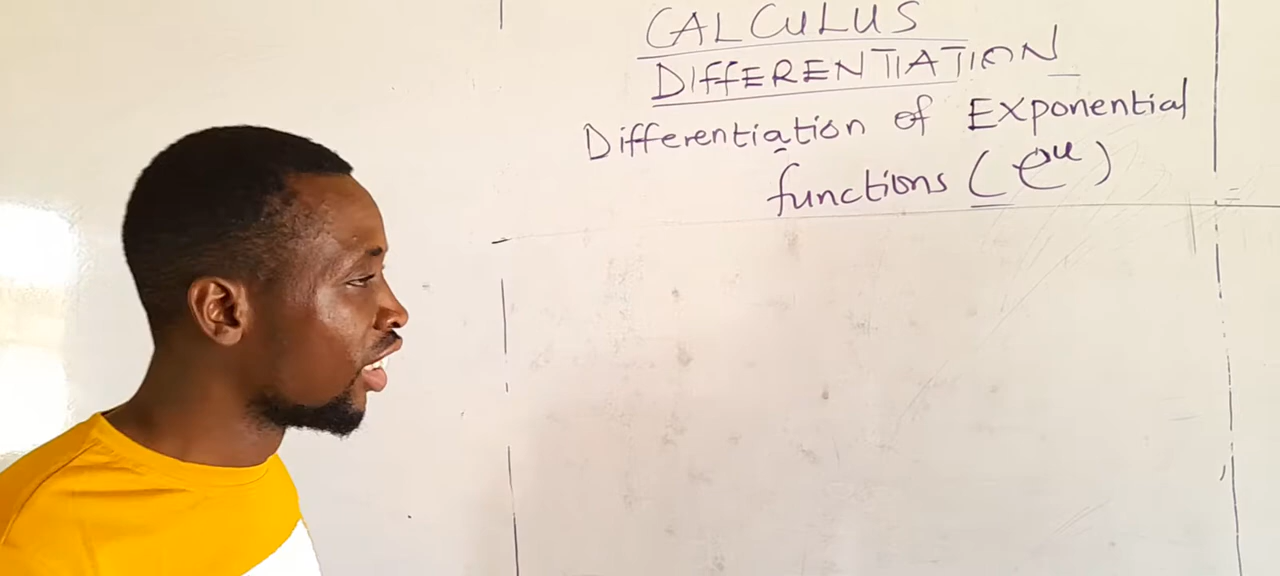 CALCULUS
DIFFERENTIATION
Differentiation of Exponential
functions (e^u)